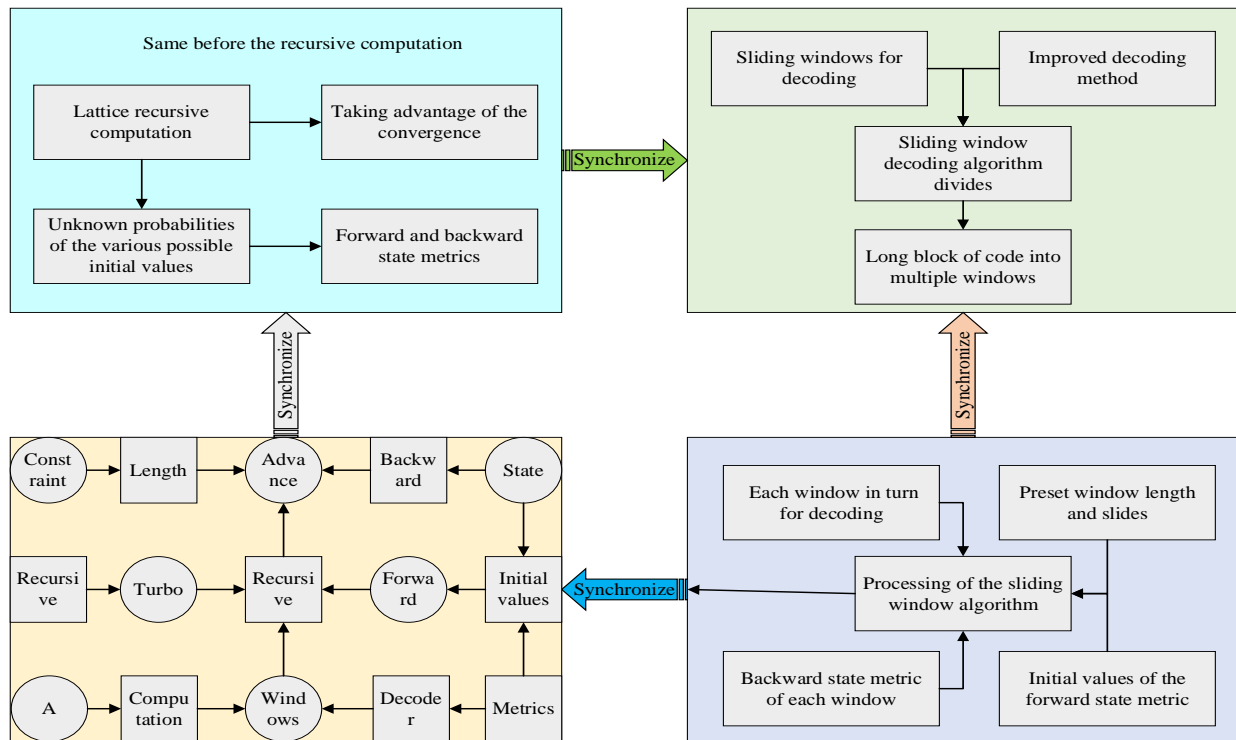 Same before the recursive computation
Lattice recursive
computation
Taking advantage of the
convergence
Unknown probabilities
of the various possible
initial values
Forward and backward
state metrics
Synchronize
Sliding windows for
decoding
Improved decoding
method
Sliding window
decoding algorithm
divides
Long block of code into
multiple windows
Synchronize
Synchronize
Const
raint
Length
Adva
nce
Backw
ard
State
Recursi
ve
Turbo
Recursi
ve
Forwa
rd
Initial
values
A
Compu
tation
Wind
ows
Decode
r
Metrics
Synchronize
Each window in turn
for decoding
Preset window length
and slides
Processing of the sliding
window algorithm
Backward state metric
of each window
Initial values of the
forward state metric